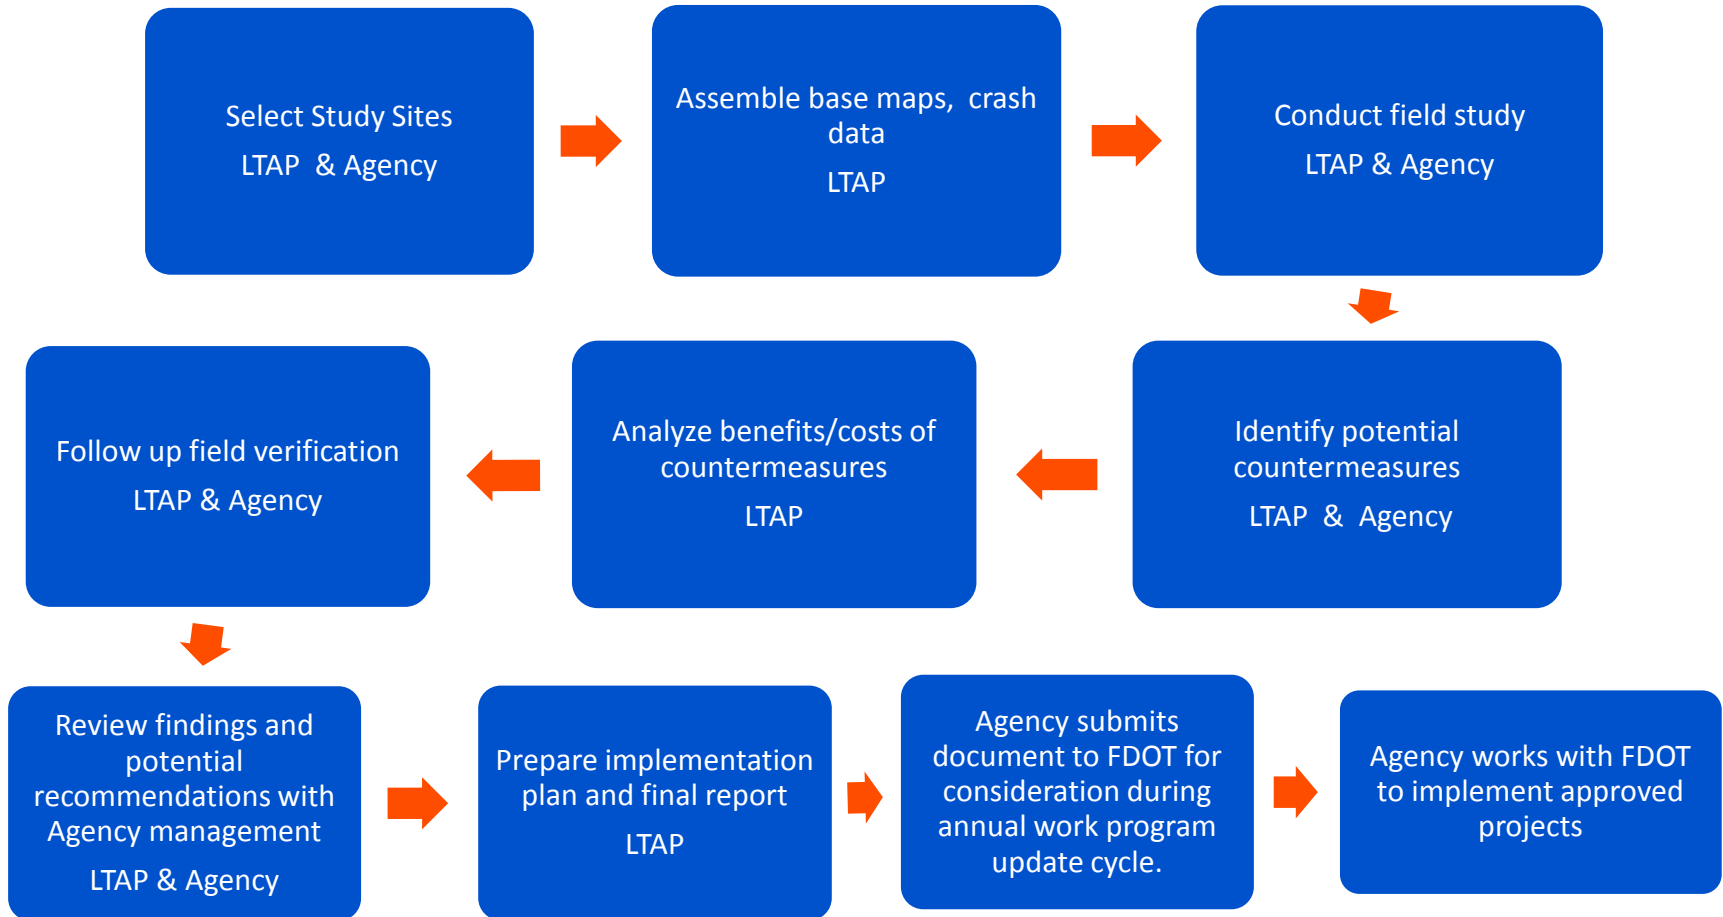 Select Study Sites
LTAP & Agency
Assemble base maps, crash
data
LTAP
Conduct field study
LTAP & Agency
Identify potential
countermeasures
LTAP & Agency
Analyze benefits/costs of
countermeasures
LTAP
Follow up field verification
LTAP & Agency
Review findings and
potential
recommendations with
Agency management
LTAP & Agency
Prepare implementation
plan and final report
LTAP
Agency submits
document to FDOT for
consideration during
annual work program
update cycle.
Agency works with FDOT
to implement approved
projects